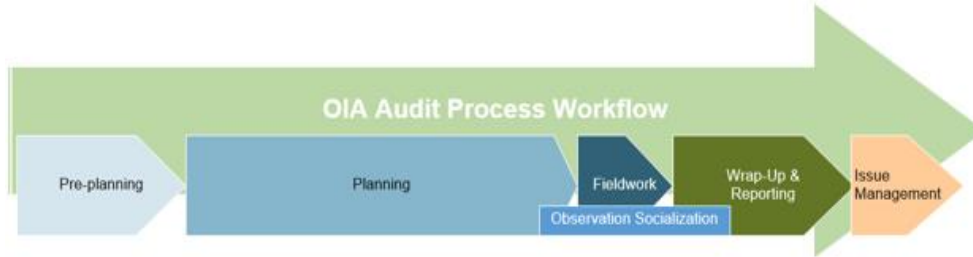 OIA Audit Process Workflow
Pre-planning
Planning
Fieldwork
Wrap-Up &
Reporting
Issue
Management
Observation Socialization